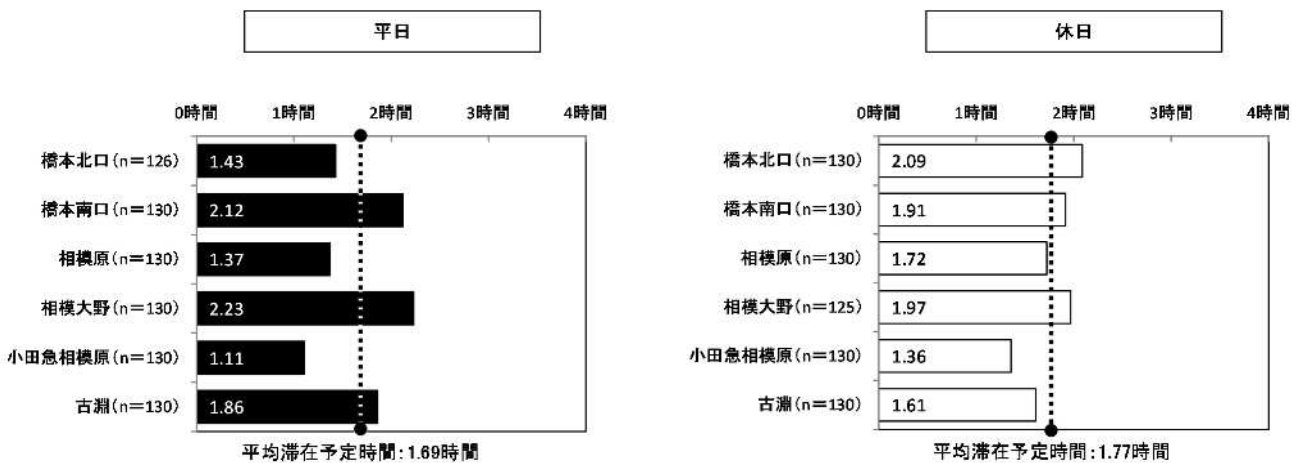 平日
0時間 1時間 2時間 3時間 4時間
橋本北口(n=126) 1.43
橋本南口(n=130) 2.12
相模原(n=130) 1.37
相模大野(n=130) 2.23
小田急相模原(n=130) 1.11
古淵(n=130) 1.86
平均滞在予定時間:1.69時間
休日
0時間 1時間 2時間 3時間 4時間
橋本北口(n=130) 2.09
橋本南口(n=130) 1.91
相模原(n=130) 1.72
相模大野(n=125) 1.97
小田急相模原(n=130) 1.36
古淵(n=130) 1.61
平均滞在予定時間:1.77時間